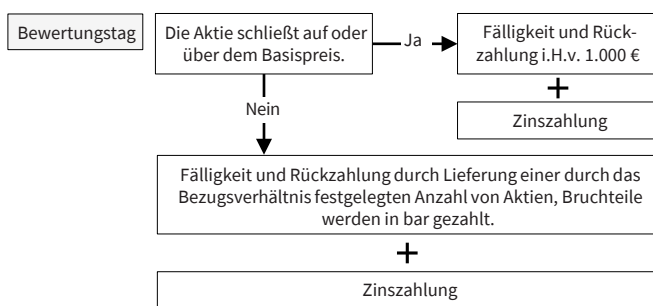 Bewertungstag
Die Aktie schließt auf oder
über dem Basispreis.
Ja
Fälligkeit und Rück-
zahlung i.H.v. 1.000 €
+
Zinszahlung
Nein
Fälligkeit und Rückzahlung durch Lieferung einer durch das
Bezugsverhältnis festgelegten Anzahl von Aktien, Bruchteile
werden in bar gezahlt.
+
Zinszahlung